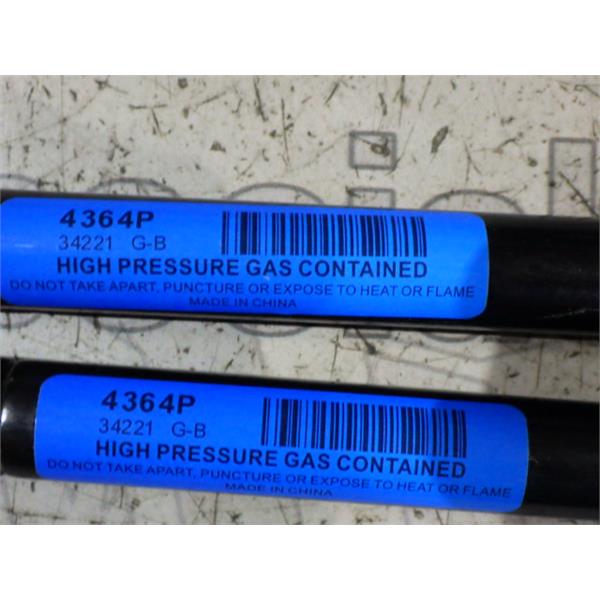 4364P
34221 G-B
HIGH PRESSURE GAS CONTAINED
DO NOT TAKE APART, PUNCTURE OR EXPOSE TO HEAT OR FLAME
MADE IN CHINA
4364P
34221 G-B
HIGH PRESSURE GAS CONTAINED
DO NOT TAKE APART, PUNCTURE OR EXPOSE TO HEAT OR FLAME
MADE IN CHINA